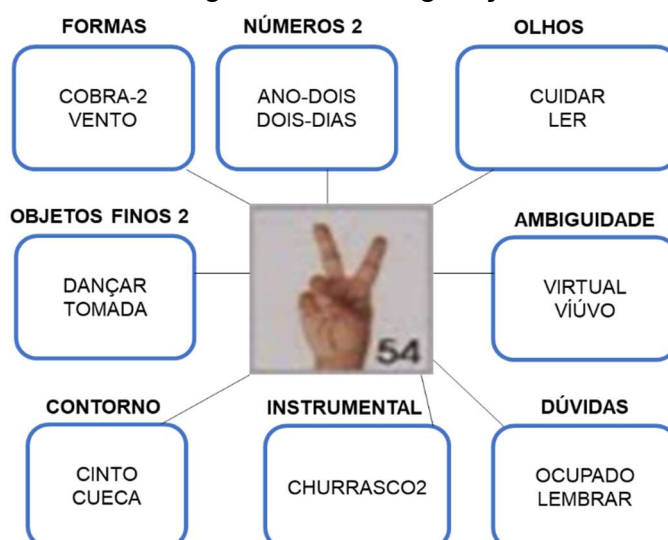 FORMAS
NÚMEROS 2
OLHOS
COBRA-2
VENTO
ANO-DOIS
DOIS-DIAS
CUIDAR
LER
OBJETOS FINOS 2
AMBIGUIDADE
DANÇAR
TOMADA
54
VIRTUAL
VÍÚVO
CONTORNO
INSTRUMENTAL
DÚVIDAS
CINTO
CUECA
CHURRASCO2
OCUPADO
LEMBRAR